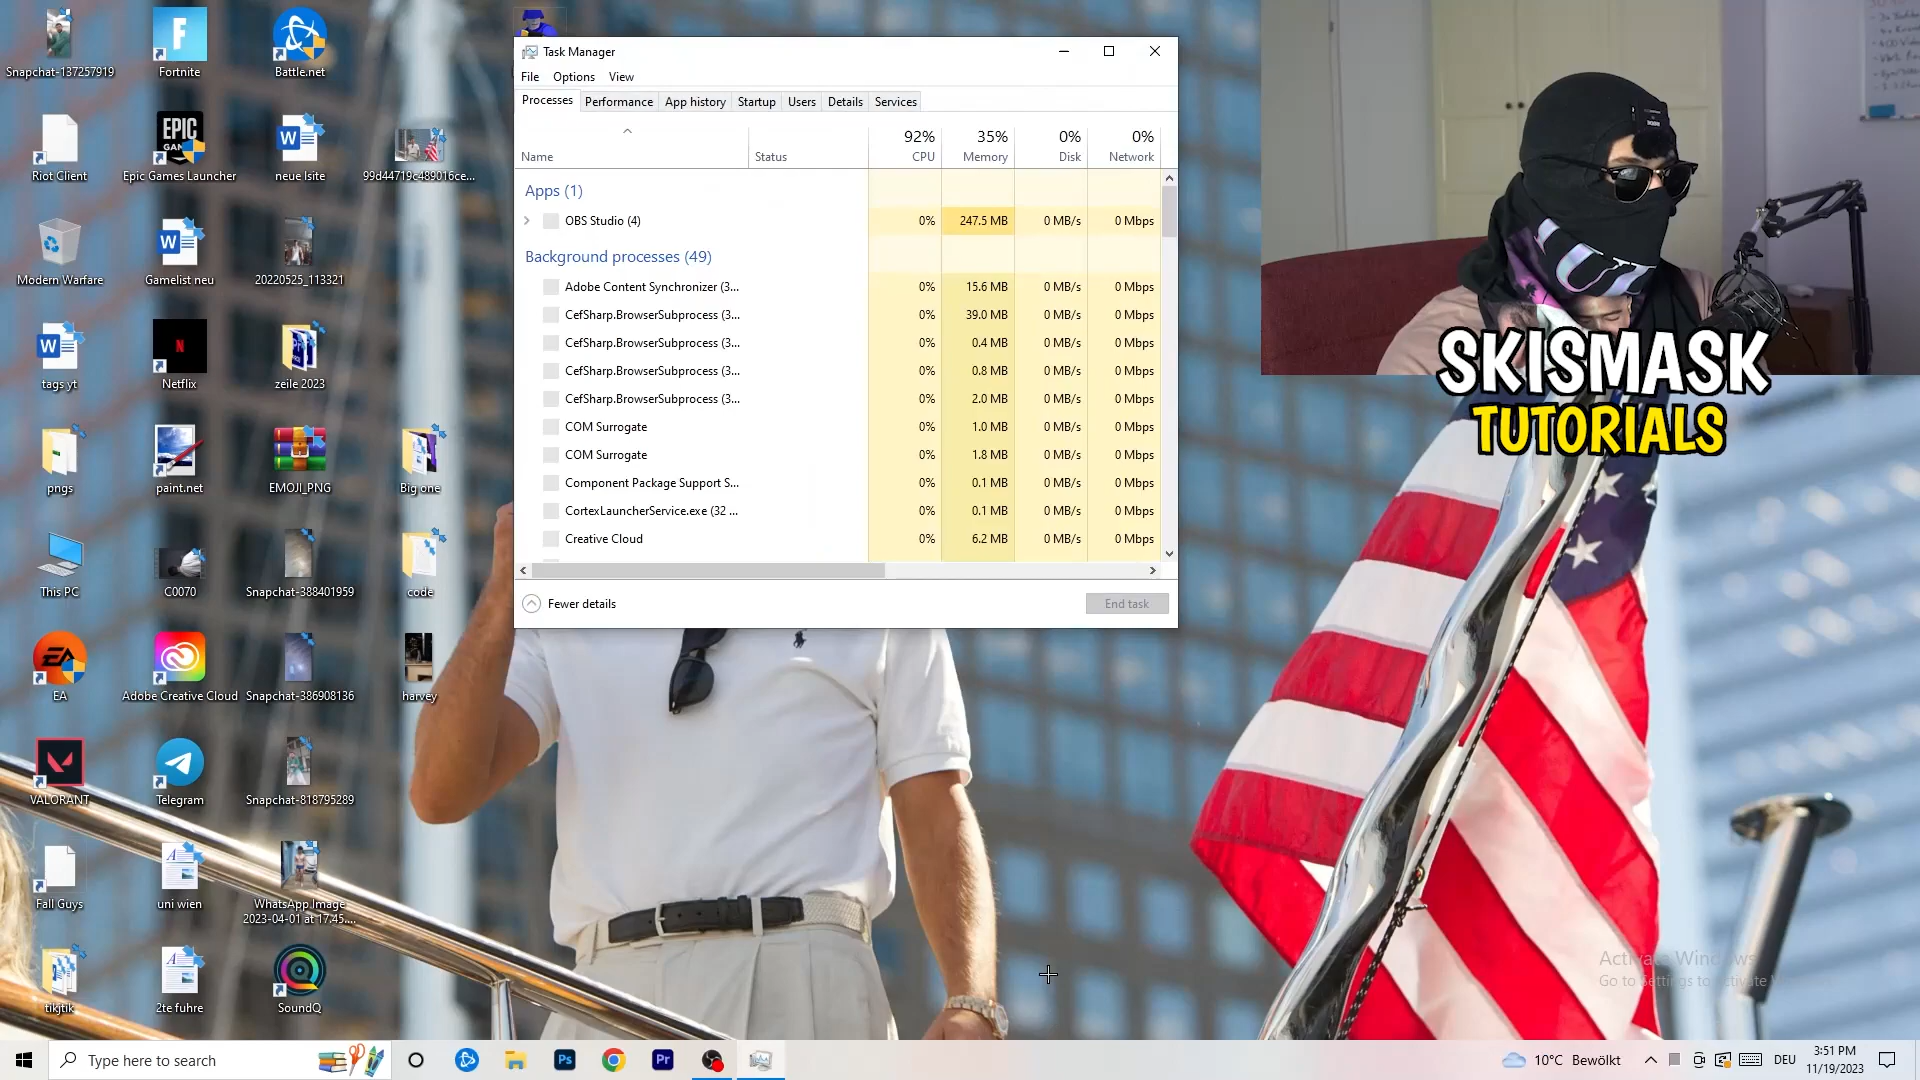 Snapchat-137257919
Fortnite
Battle.net
Riot Client
EPIC
Epic Games Launcher
neue lsite
99d44719c489016ce...
Modern Warfare
Gamelist neu
20220525_113321
tags yt
Netflix
zeile 2023
pngs
paint.net
EMOJI_PNG
Big one
This PC
C0070
Snapchat-388401959
code
EA
Adobe Creative Cloud
Snapchat-386908136
harvey
VALORANT
Telegram
Snapchat-818795289
Fall Guys
uni wien
WhatsApp Image
2023-04-01 at 17.45....
tikjtik
2te fuhre
SoundQ
Task Manager
File Options View
Processes Performance App history Startup Users Details Services
92% 35% 0% 0%
Name Status CPU Memory Disk Network
Apps (1)
OBS Studio (4) 0% 247.5 MB 0 MB/s 0 Mbps
Background processes (49)
Adobe Content Synchronizer (3... 0% 15.6 MB 0 MB/s 0 Mbps
CefSharp.BrowserSubprocess (3... 0% 39.0 MB 0 MB/s 0 Mbps
CefSharp.BrowserSubprocess (3... 0% 0.4 MB 0 MB/s 0 Mbps
CefSharp.BrowserSubprocess (3... 0% 0.8 MB 0 MB/s 0 Mbps
CefSharp.BrowserSubprocess (3... 0% 2.0 MB 0 MB/s 0 Mbps
COM Surrogate 0% 1.0 MB 0 MB/s 0 Mbps
COM Surrogate 0% 1.8 MB 0 MB/s 0 Mbps
Component Package Support S... 0% 0.1 MB 0 MB/s 0 Mbps
CortexLauncherService.exe (32 ... 0% 0.1 MB 0 MB/s 0 Mbps
Creative Cloud 0% 6.2 MB 0 MB/s 0 Mbps
Fewer details End task
SKISMASK
TUTORIALS
Activate Windows
Go to Settings to activate
Type here to search
Ps
Pr
10°C Bewölkt
DEU
3:51 PM
11/19/2023